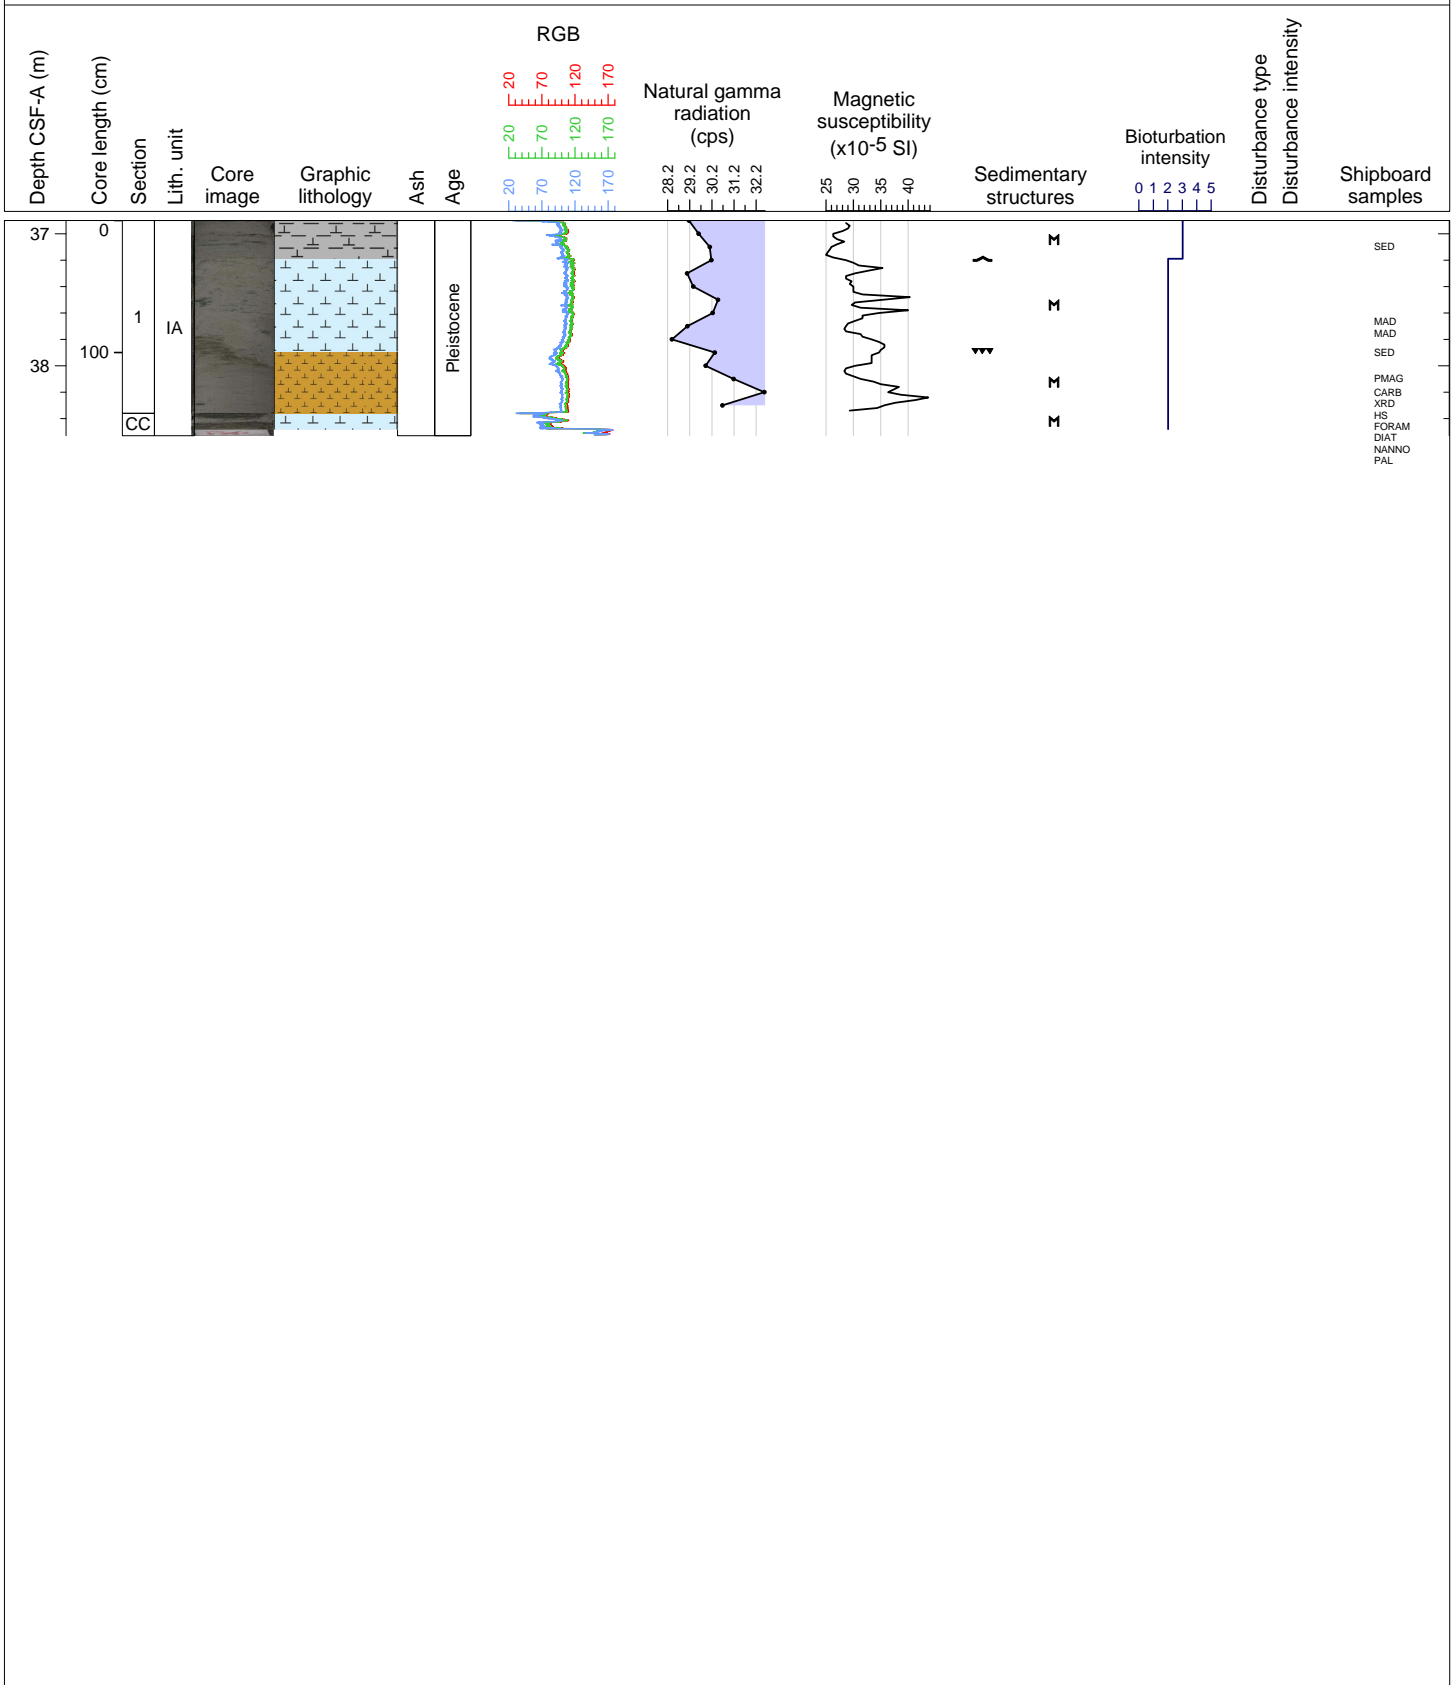 Depth CSF-A (m)
Core length (cm)
Section
Lith. unit
Core
image
Graphic
lithology
Ash
Age
RGB
20 70 120 170
20 70 120 170
20 70 120 170
Natural gamma
radiation
(cps)
28.2 29.2 30.2 31.2 32.2
Magnetic
susceptibility
(x10-5 SI)
25 30 35 40
Sedimentary
structures
Bioturbation
intensity
0 1 2 3 4 5
Disturbance type
Disturbance intensity
Shipboard
samples
37
38
0
100
1
CC
IA
Pleistocene
M
M
M
M
SED
MAD
MAD
SED
PMAG
CARB
XRD
HS
FORAM
DIAT
NANNO
PAL